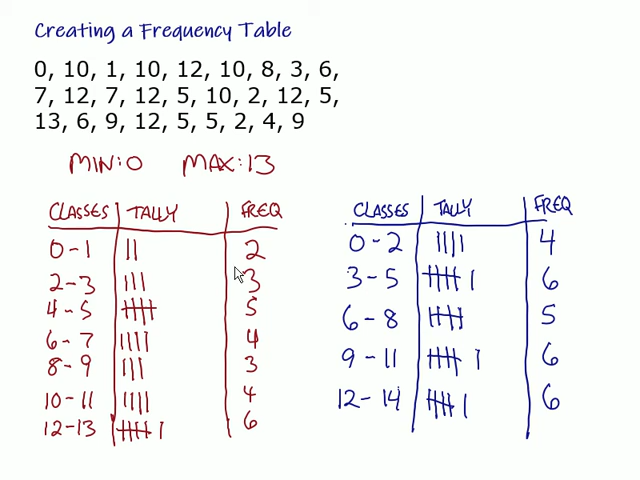 Creating a Frequency Table
0, 10, 1, 10, 12, 10, 8, 3, 6,
7, 12, 7, 12, 5, 10, 2, 12, 5,
13, 6, 9, 12, 5, 5, 2, 4, 9
MIN: 0 MAX: 13
CLASSES TALLY FREQ
0-1 || 2
2-3 ||| 3
4-5 𝍸 5
6-7 |||| 4
8-9 ||| 3
10-11 |||| 4
12-13 𝍸 | 6
CLASSES TALLY FREQ
0-2 |||| 4
3-5 𝍸 | 6
6-8 𝍸 5
9-11 𝍸 | 6
12-14 𝍸 | 6